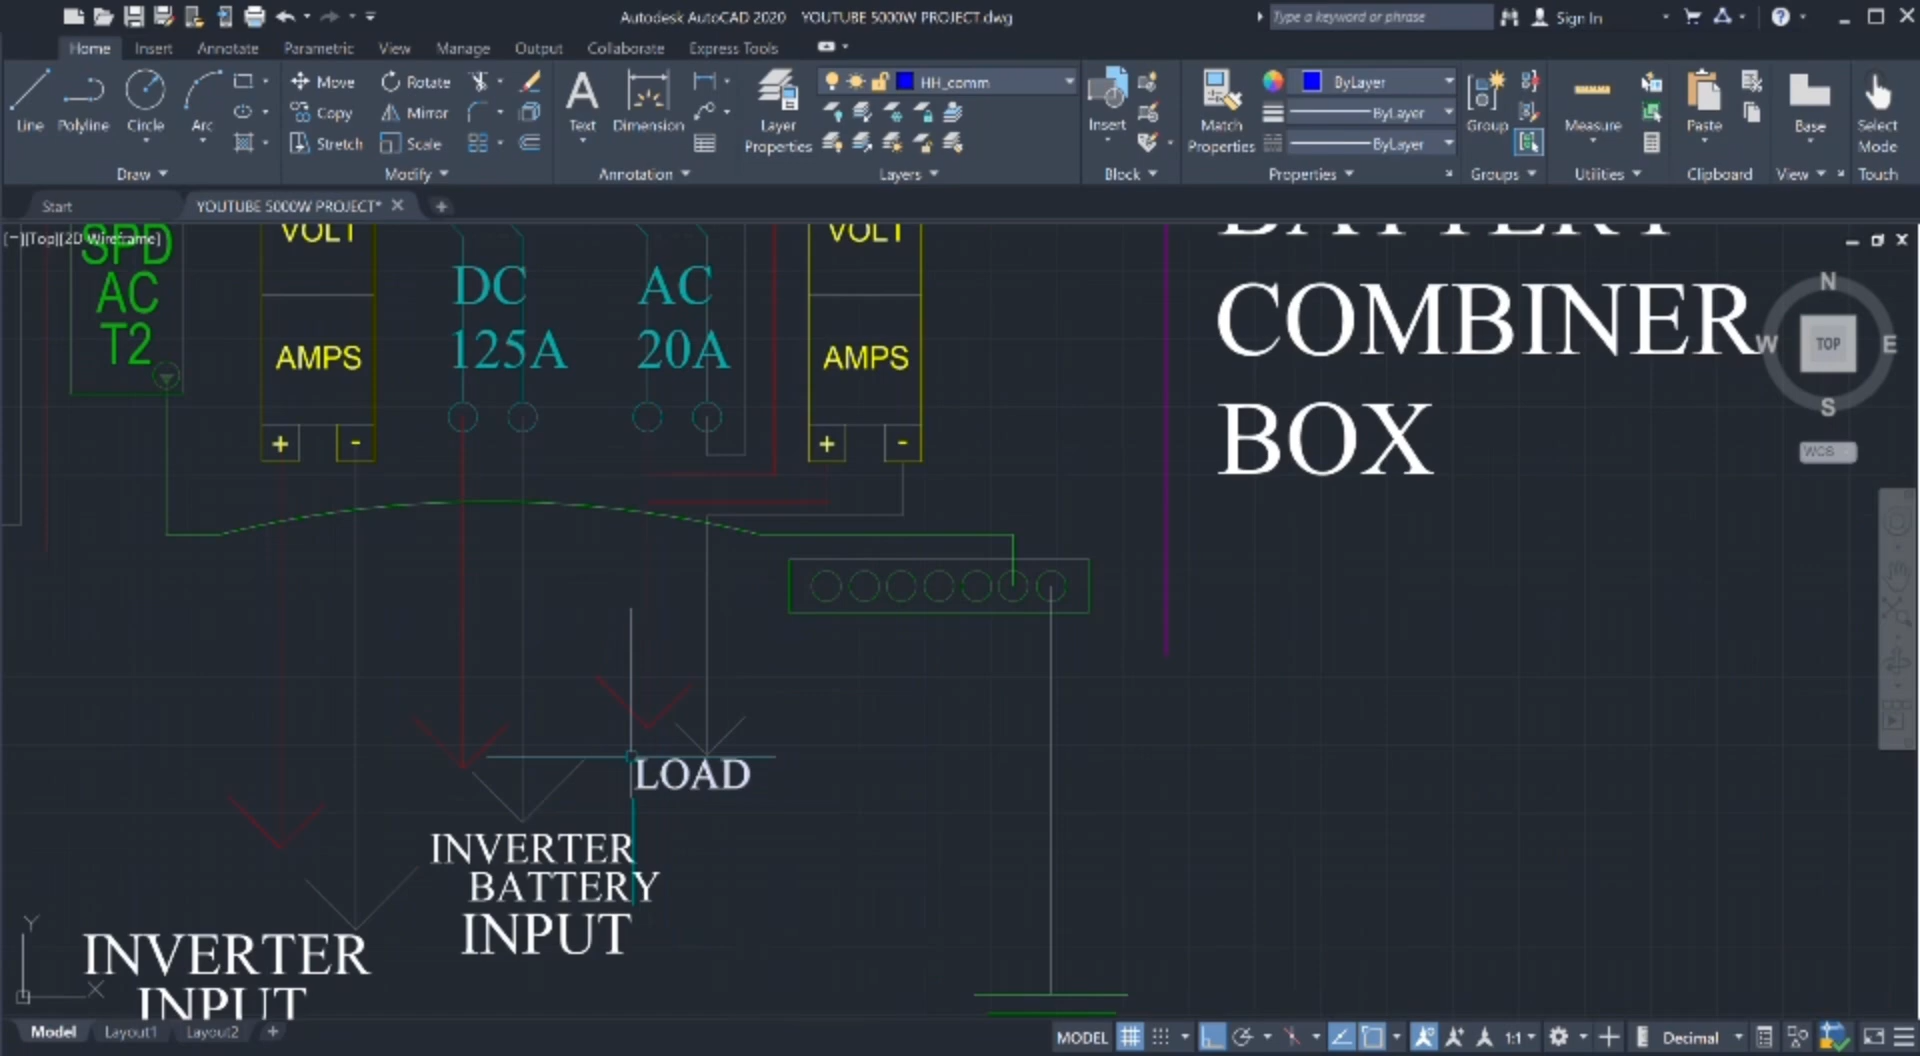 Autodesk AutoCAD 2020 YOUTUBE 5000W PROJECT.dwg
Type a keyword or phrase
Sign In
Home Insert Annotate Parametric View Manage Output Collaborate Express Tools
Line Polyline Circle Arc
Move Rotate
Copy Mirror
Stretch Scale
Text Dimension
Layer Properties
HH_comm
Insert
Match Properties
ByLayer
ByLayer
ByLayer
Group
Measure
Paste
Base
Select Mode
Draw Modify Annotation Layers Block Properties Groups Utilities Clipboard View Touch
Start YOUTUBE 5000W PROJECT*
[−][Top][2D Wireframe]
SPD
AC
T2
VOLT
AMPS
+ -
DC
125A
AC
20A
VOLT
AMPS
+ -
BATTERY
COMBINER
BOX
N
W TOP E
S
WCS
LOAD
INVERTER
BATTERY
INPUT
INVERTER
INPUT
Y
X
Model Layout1 Layout2 +
MODEL 1:1 Decimal